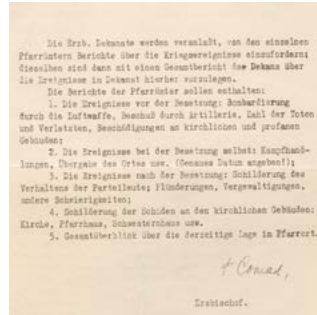 Die Erzb. Dekanate werden veranlaßt, von den einzelnen
Pfarrämtern Berichte über die Kriegsereignisse einzufordern;
dieselben sind dann mit einem Gesamtbericht des Dekans über
die Ereignisse im Dekanat hierher vorzulegen.
Die Berichte der Pfarrämter sollen enthalten:
1. Die Ereignisse vor der Besetzung: Bombardierung
durch die Luftwaffe, Beschuß durch Artillerie, Zahl der Toten
und Verletzten, Beschädigungen an kirchlichen und profanen
Gebäuden;
2. Die Ereignisse bei der Besetzung selbst: Kampfhand-
lungen, Übergabe des Ortes usw. (Genaues Datum angeben!);
3. Die Ereignisse nach der Besetzung: Schilderung des
Verhaltens der Parteileute; Plünderungen, Vergewaltigungen,
andere Schwierigkeiten;
4. Schilderung der Schäden an den kirchlichen Gebäuden:
Kirche, Pfarrhaus, Schwesternhaus usw.
5. Gesamtüberblick über die derzeitige Lage im Pfarrort.
+ Conrad,
Erzbischof.